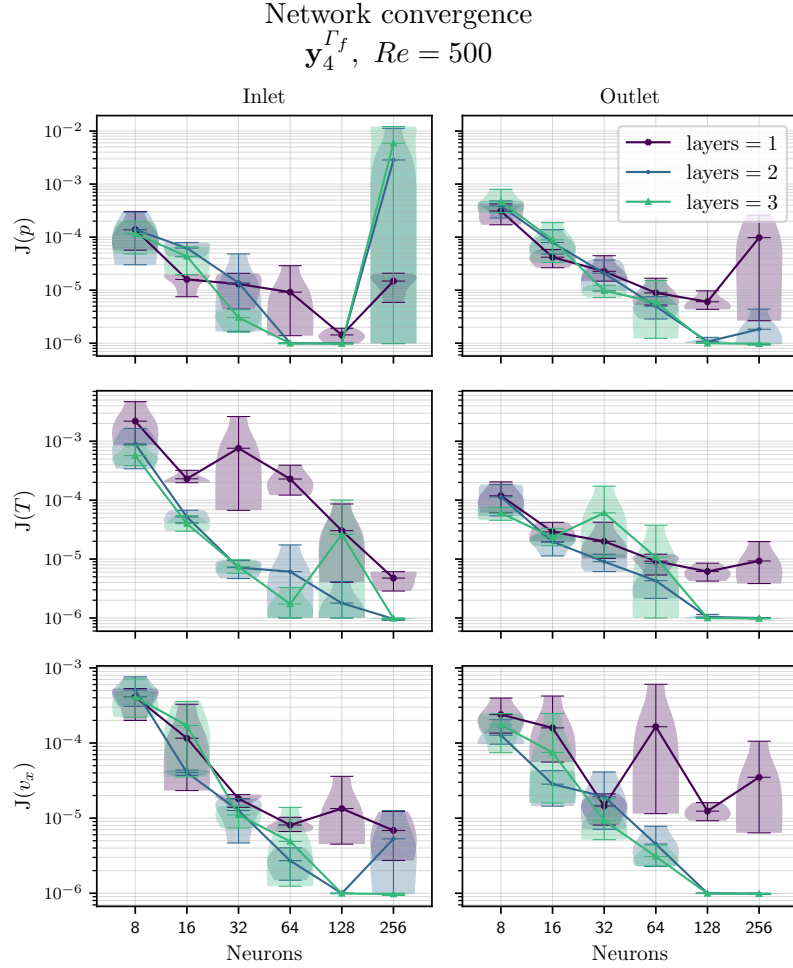 Network convergence
𝐲₄^{Γ_f}, Re = 500
Inlet
Outlet
J(p)
10⁻²
10⁻³
10⁻⁴
10⁻⁵
10⁻⁶
layers = 1
layers = 2
layers = 3
J(T)
10⁻³
10⁻⁴
10⁻⁵
10⁻⁶
J(vₓ)
10⁻³
10⁻⁴
10⁻⁵
10⁻⁶
8 16 32 64 128 256
8 16 32 64 128 256
Neurons
Neurons